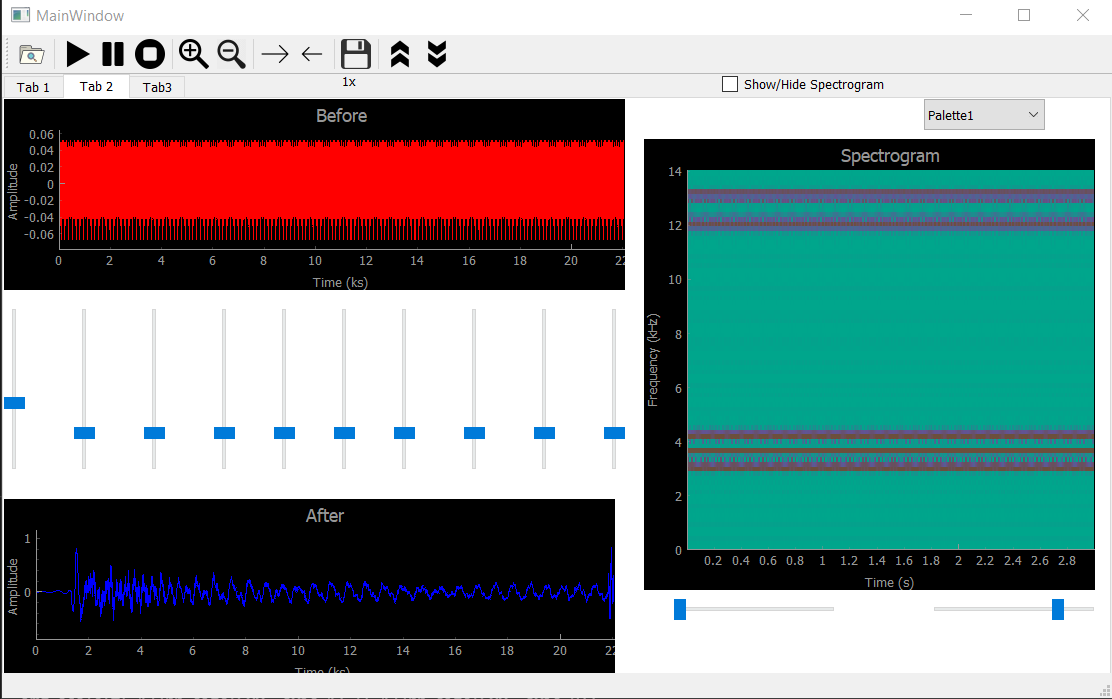 MainWindow
Tab 1
Tab 2
Tab3
1x
Show/Hide Spectrogram
Palette1
Before
0.06
0.04
0.02
0
-0.02
-0.04
-0.06
Amplitude
0 2 4 6 8 10 12 14 16 18 20 22
Time (ks)
Spectrogram
14
12
10
8
6
4
2
0
Frequency (kHz)
0.2 0.4 0.6 0.8 1 1.2 1.4 1.6 1.8 2 2.2 2.4 2.6 2.8
Time (s)
After
1
0
Amplitude
0 2 4 6 8 10 12 14 16 18 20 22
Time (ks)